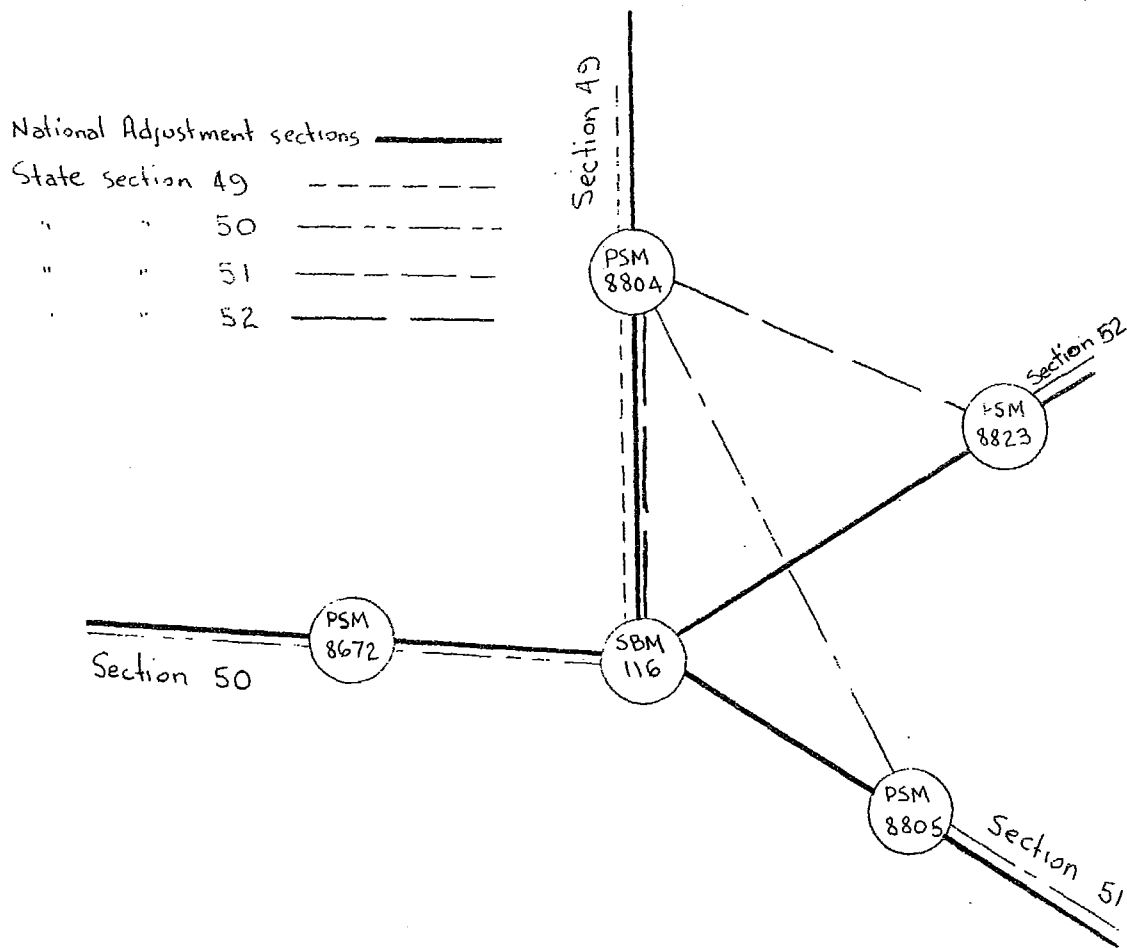 National Adjustment sections
State section 49
" " 50
" " 51
" " 52
Section 49
PSM
8804
Section 52
PSM
8823
PSM
8672
SBM
116
Section 50
PSM
8805
Section 51